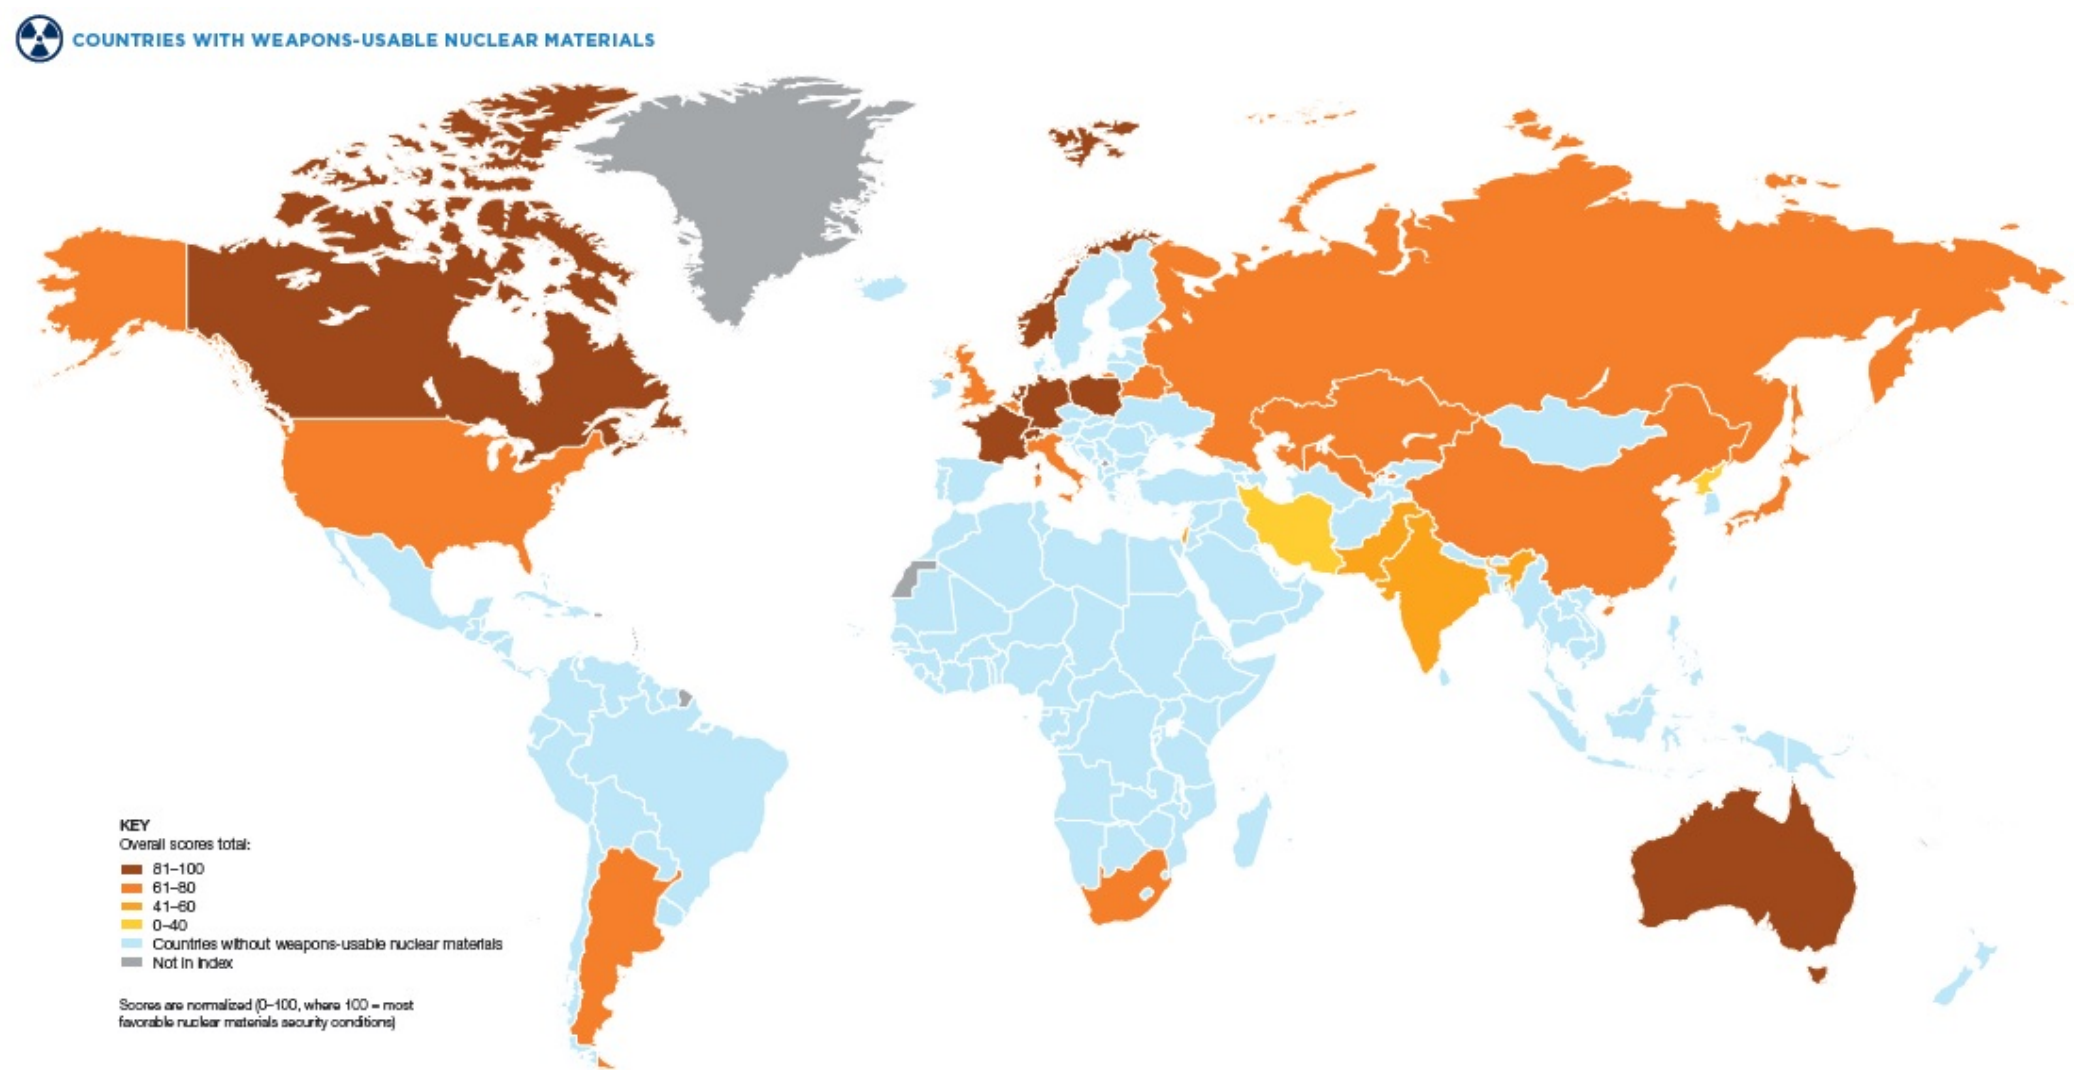 COUNTRIES WITH WEAPONS-USABLE NUCLEAR MATERIALS
KEY
Overall scores total:
81–100
61–80
41–60
0–40
Countries without weapons-usable nuclear materials
Not in Index
Scores are normalized (0–100, where 100 = most
favorable nuclear materials security conditions)